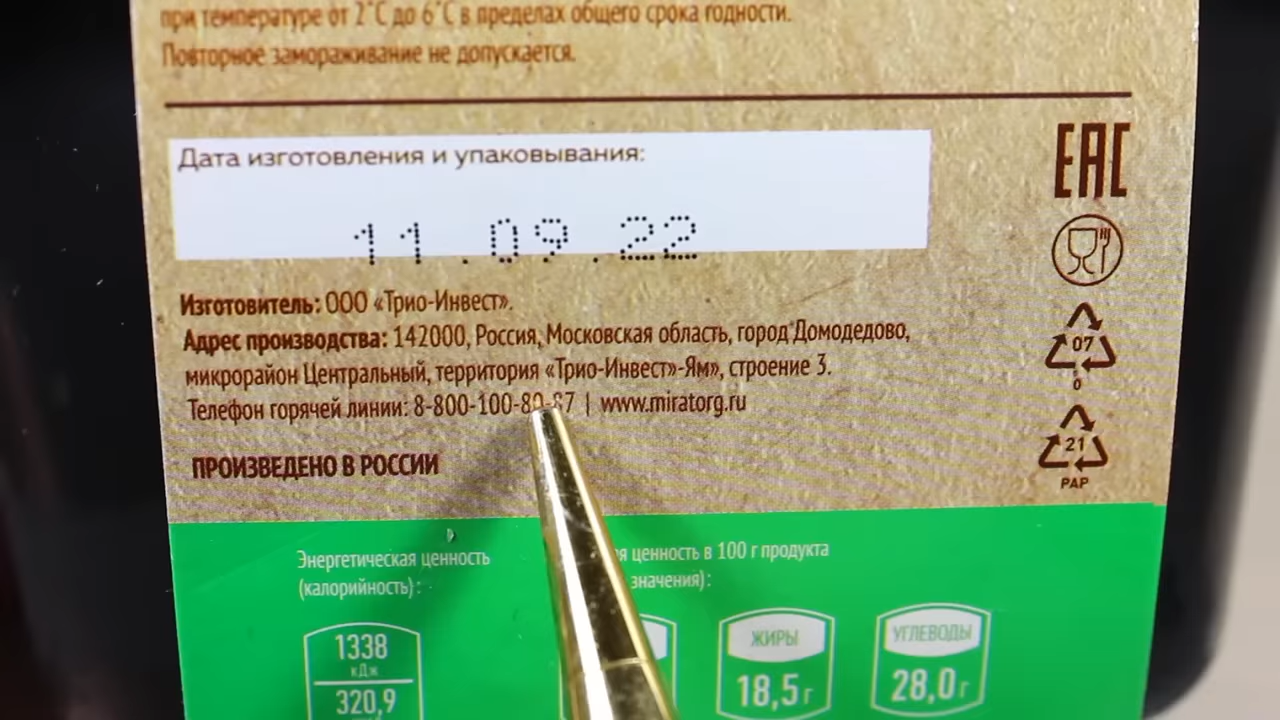 при температуре от 2°С до 6°С в пределах общего срока годности.
Повторное замораживание не допускается.
Дата изготовления и упаковывания:
11.09.22
Изготовитель: ООО «Трио-Инвест».
Адрес производства: 142000, Россия, Московская область, город Домодедово,
микрорайон Центральный, территория «Трио-Инвест»-Ям», строение 3.
Телефон горячей линии: 8-800-100-80-87 | www.miratorg.ru
ПРОИЗВЕДЕНО В РОССИИ
EAC
07
21
PAP
Энергетическая ценность
(калорийность):
ценность в 100 г продукта
значения):
1338
кДж
320,9
ЖИРЫ
18,5 г
УГЛЕВОДЫ
28,0 г